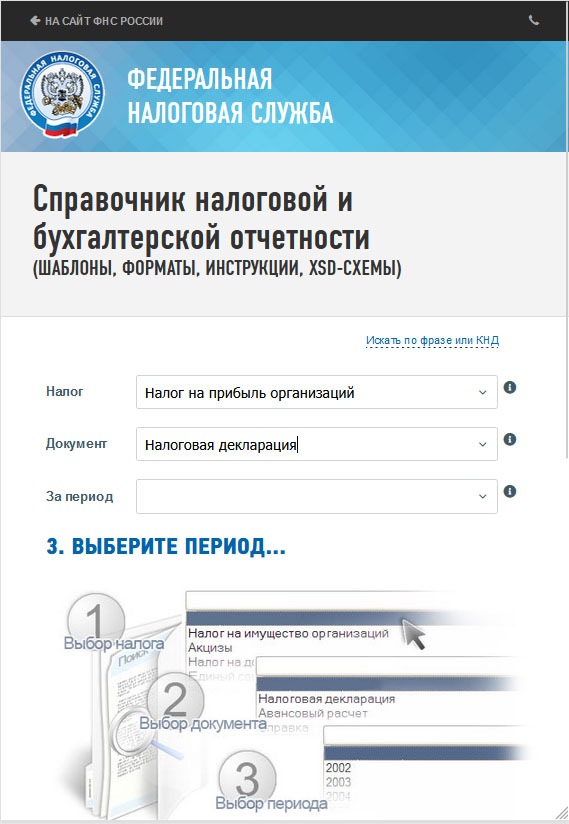 НА САЙТ ФНС РОССИИ
ФЕДЕРАЛЬНАЯ НАЛОГОВАЯ СЛУЖБА
ФЕДЕРАЛЬНАЯ
НАЛОГОВАЯ СЛУЖБА
Справочник налоговой и
бухгалтерской отчетности
(ШАБЛОНЫ, ФОРМАТЫ, ИНСТРУКЦИИ, XSD-СХЕМЫ)
Искать по фразе или КНД
Налог
Налог на прибыль организаций
Документ
Налоговая декларация
За период
3. ВЫБЕРИТЕ ПЕРИОД...
1
Выбор налога
Налог на имущество организаций
Акцизы
Налог на до
Единый соц
Поиск
2
Выбор документа
Налоговая декларация
Авансовый расчет
Справка
3
Выбор периода
2002
2003
2004